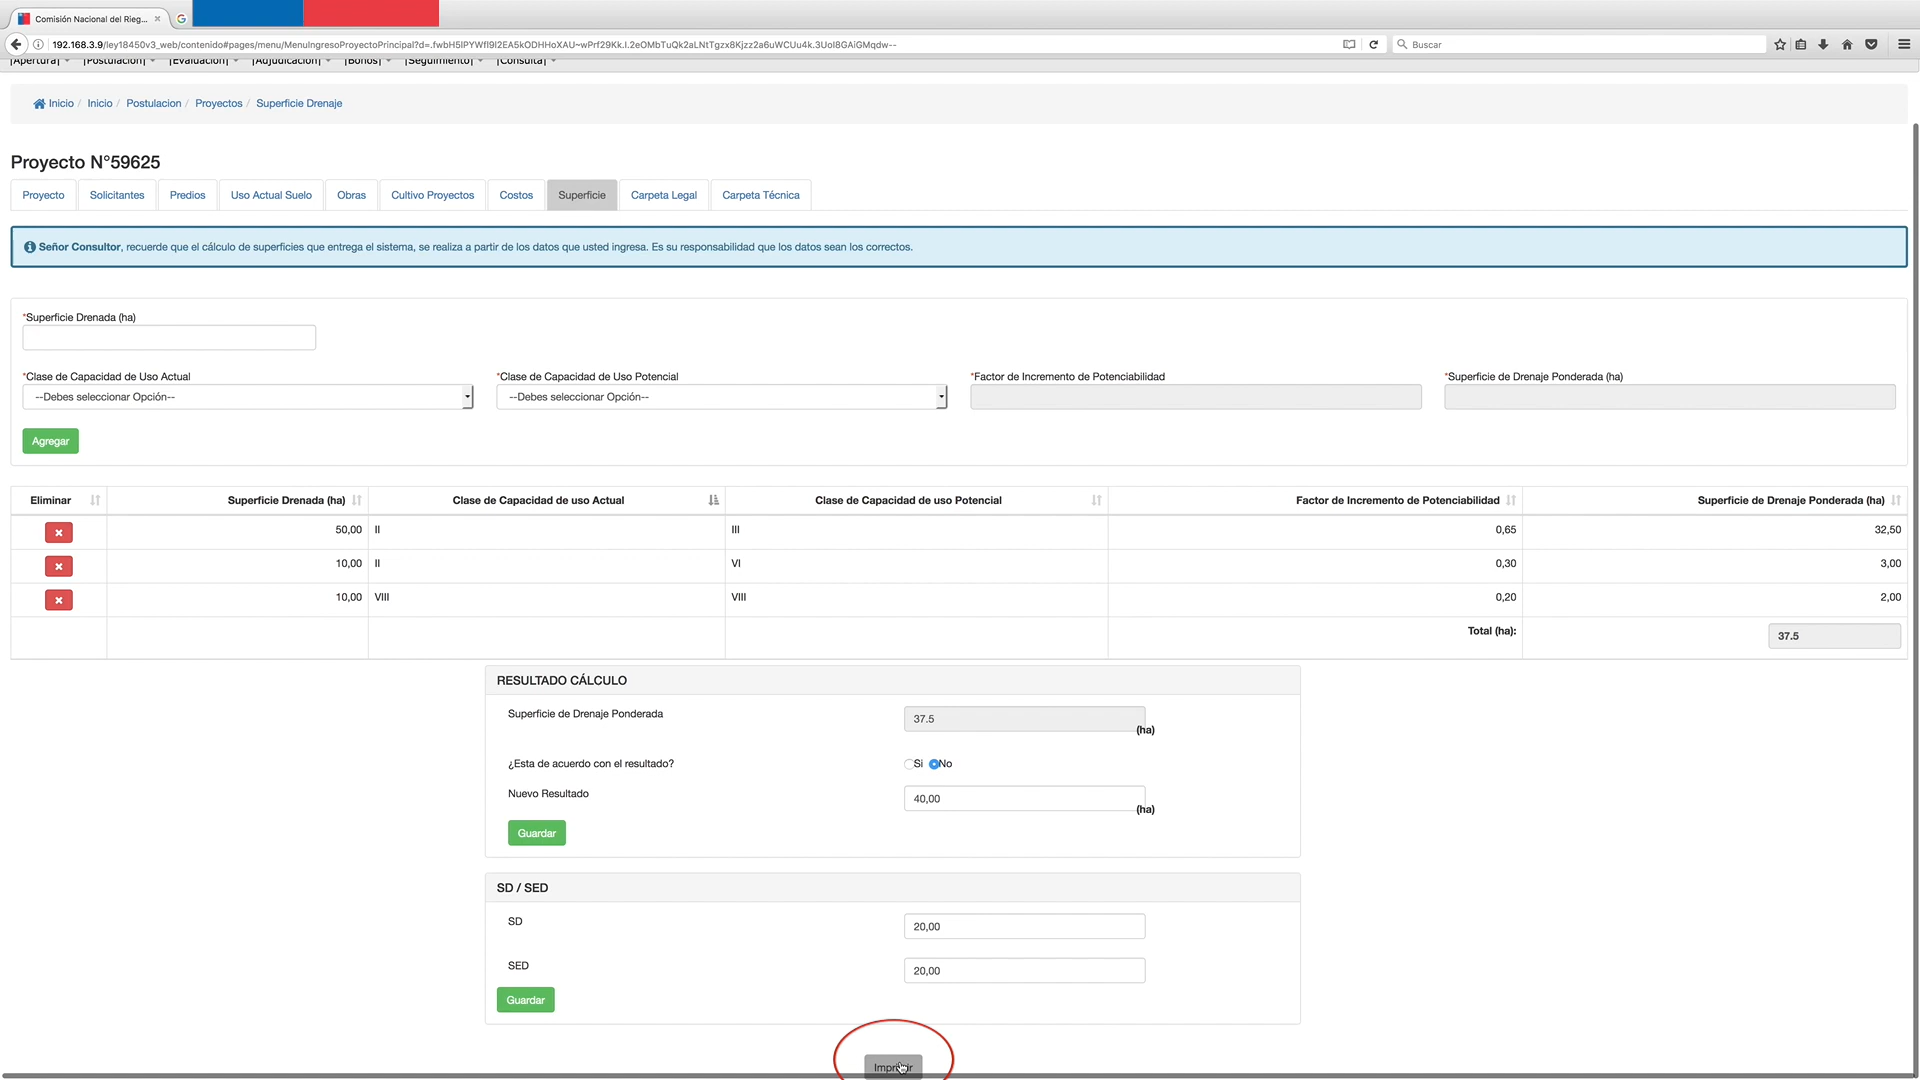 Comisión Nacional del Rieg...
192.168.3.9/ley18450v3_web/contenido#pages/menu/MenuIngresoProyectoPrincipal?d=.fwbH5IPYWfl9I2EA5kODHHoXAU~wPrf29Kk.I.2eOMbTuQk2aLNtTgzx8Kjzz2a6uWCUu4k.3UoI8GAiGMqdw--
Buscar
|Apertura| |Postulación| |Evaluación| |Adjudicación| |Bonos| |Seguimiento| |Consulta|
Inicio / Inicio / Postulacion / Proyectos / Superficie Drenaje
Proyecto N°59625
Proyecto Solicitantes Predios Uso Actual Suelo Obras Cultivo Proyectos Costos Superficie Carpeta Legal Carpeta Técnica
Señor Consultor, recuerde que el cálculo de superficies que entrega el sistema, se realiza a partir de los datos que usted ingresa. Es su responsabilidad que los datos sean los correctos.
*Superficie Drenada (ha)
*Clase de Capacidad de Uso Actual *Clase de Capacidad de Uso Potencial *Factor de Incremento de Potenciabilidad *Superficie de Drenaje Ponderada (ha)
--Debes seleccionar Opción-- --Debes seleccionar Opción--
Agregar
Eliminar Superficie Drenada (ha) Clase de Capacidad de uso Actual Clase de Capacidad de uso Potencial Factor de Incremento de Potenciabilidad Superficie de Drenaje Ponderada (ha)
50,00 II III 0,65 32,50
10,00 II VI 0,30 3,00
10,00 VIII VIII 0,20 2,00
Total (ha): 37.5
RESULTADO CÁLCULO
Superficie de Drenaje Ponderada 37.5 (ha)
¿Esta de acuerdo con el resultado? Si No
Nuevo Resultado 40,00 (ha)
Guardar
SD / SED
SD 20,00
SED 20,00
Guardar
Imprimir